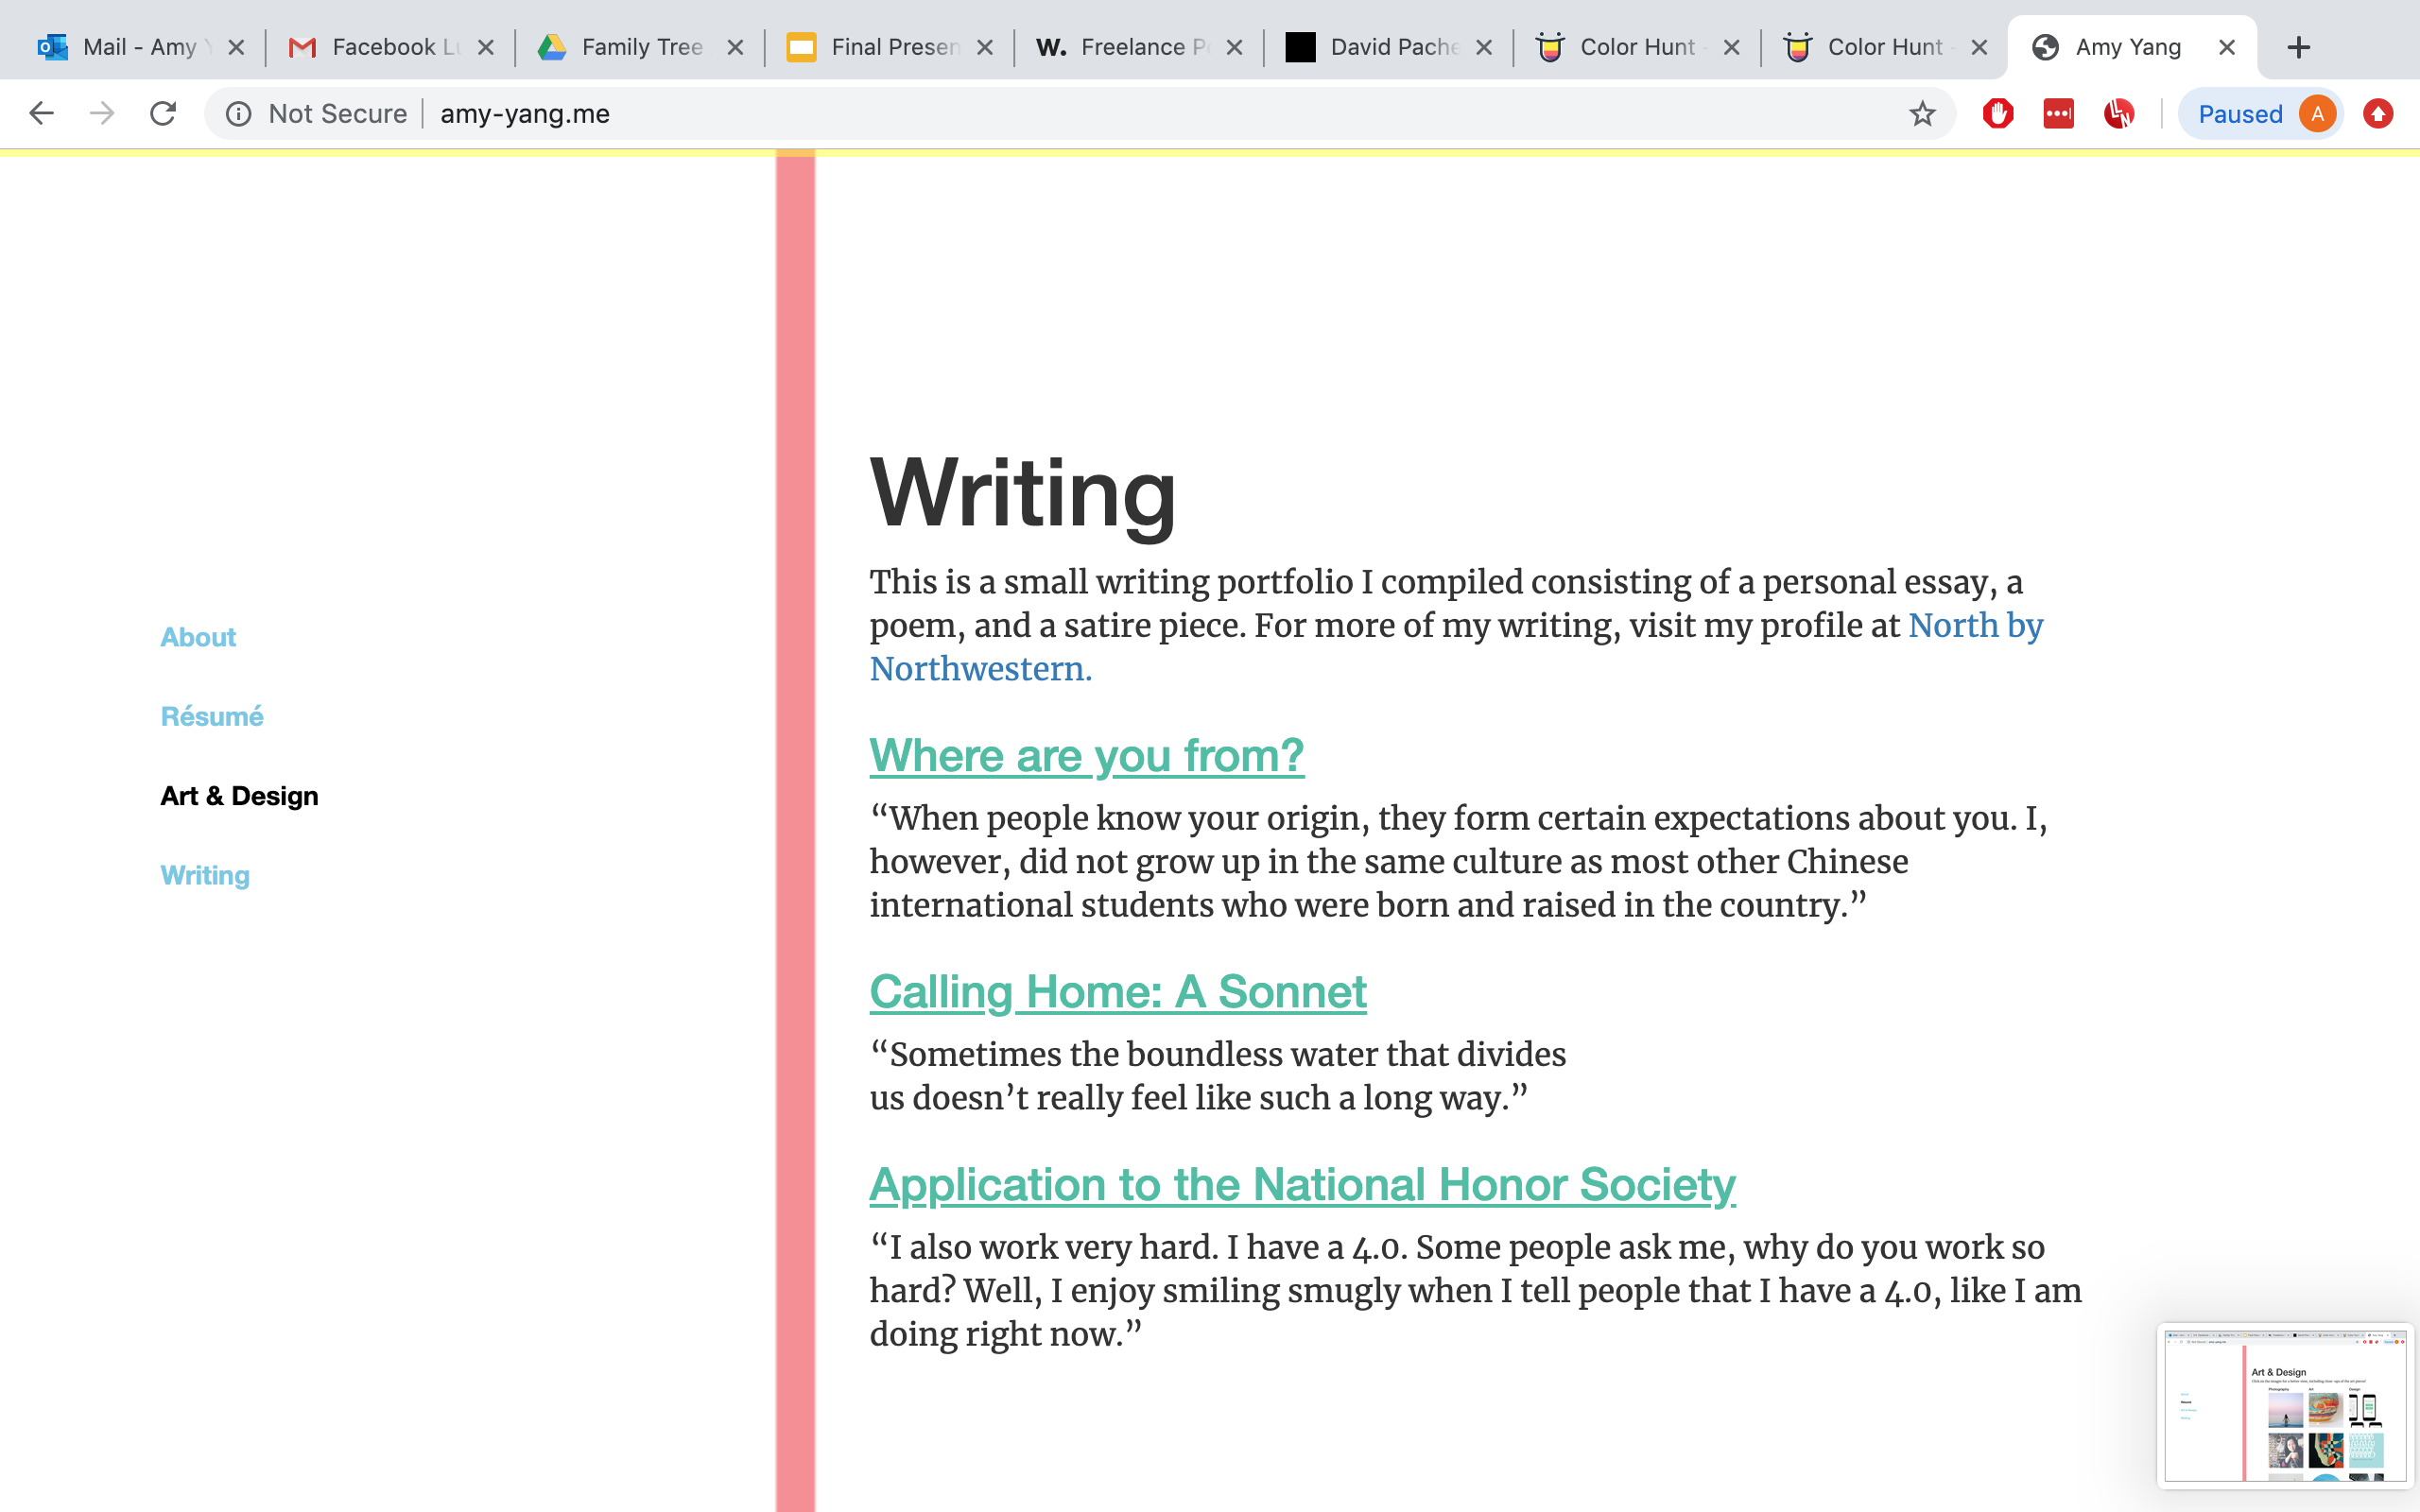 Mail - Amy
Facebook
Family Tree
Final Presen
W. Freelance
David Pache
Color Hunt -
Color Hunt -
Amy Yang
Not Secure
amy-yang.me
Paused
A
Writing
This is a small writing portfolio I compiled consisting of a personal essay, a
poem, and a satire piece. For more of my writing, visit my profile at North by
Northwestern.
About
Résumé
Art & Design
Writing
Where are you from?
“When people know your origin, they form certain expectations about you. I,
however, did not grow up in the same culture as most other Chinese
international students who were born and raised in the country.”
Calling Home: A Sonnet
“Sometimes the boundless water that divides
us doesn’t really feel like such a long way.”
Application to the National Honor Society
“I also work very hard. I have a 4.0. Some people ask me, why do you work so
hard? Well, I enjoy smiling smugly when I tell people that I have a 4.0, like I am
doing right now.”
Art & Design
Photography
Art
Design